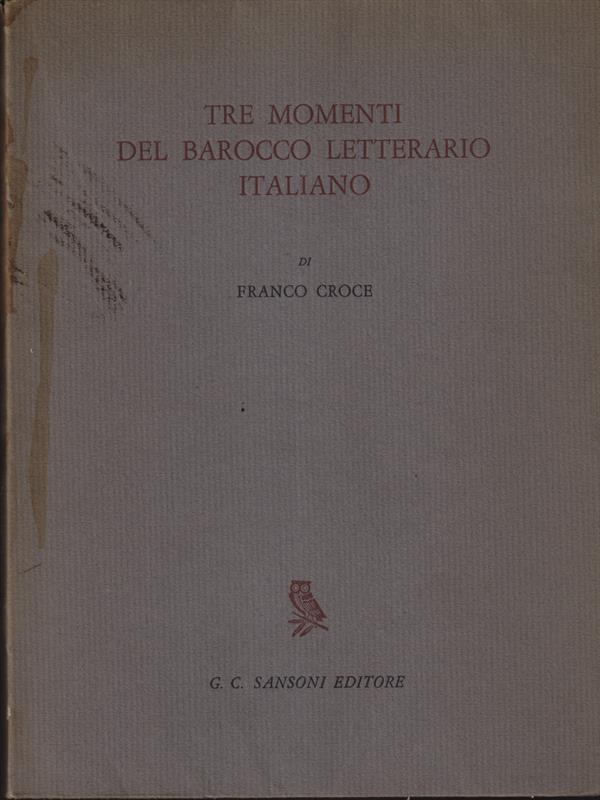 TRE MOMENTI
DEL BAROCCO LETTERARIO
ITALIANO
DI
FRANCO CROCE
G. C. SANSONI EDITORE